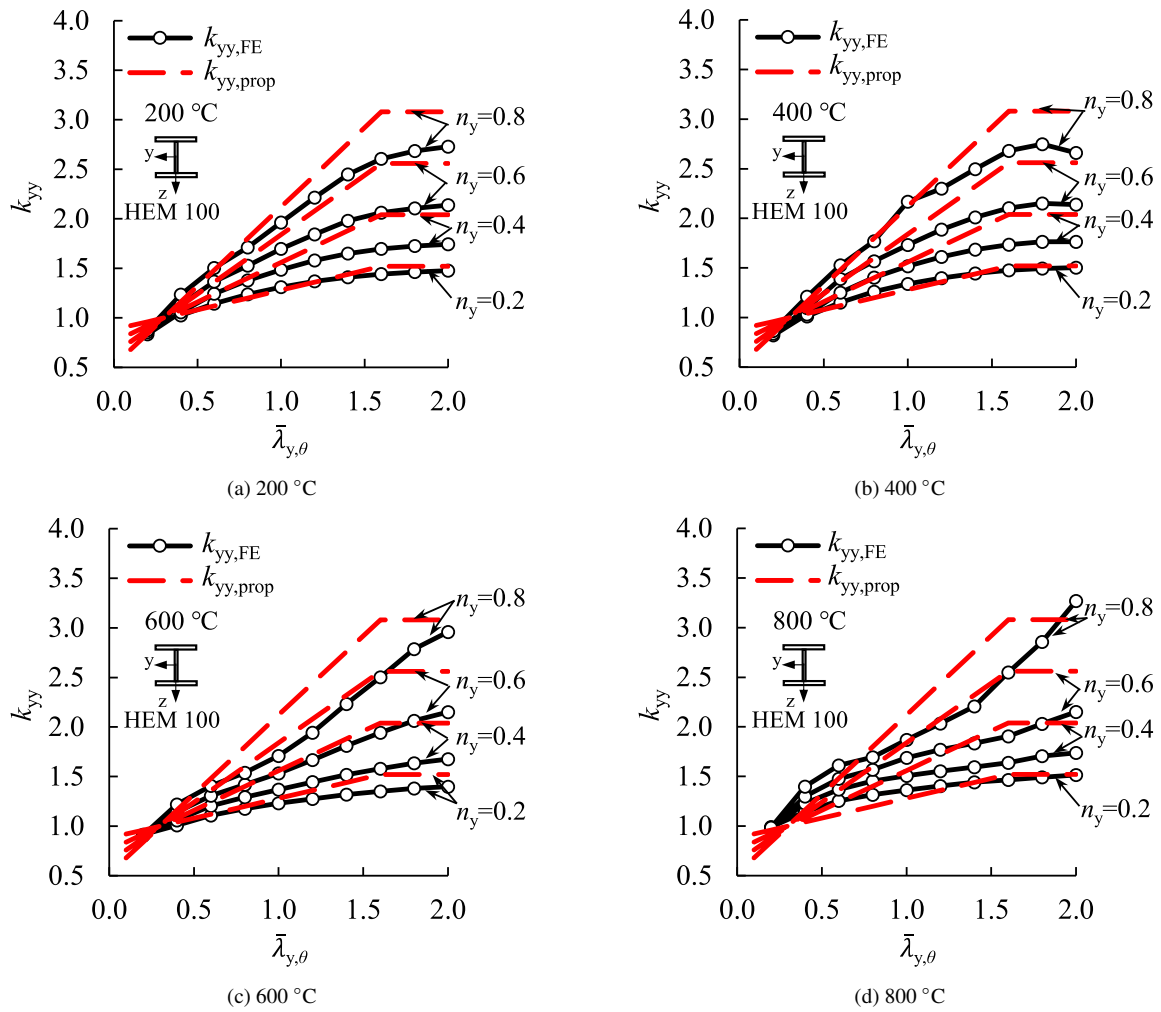 4.0
3.5
3.0
2.5
2.0
1.5
1.0
0.5
k_yy
k_yy,FE
k_yy,prop
200 °C
y
z
HEM 100
n_y=0.8
n_y=0.6
n_y=0.4
n_y=0.2
0.0 0.5 1.0 1.5 2.0
λ̄_y,θ
(a) 200 °C
4.0
3.5
3.0
2.5
2.0
1.5
1.0
0.5
k_yy
k_yy,FE
k_yy,prop
400 °C
y
z
HEM 100
n_y=0.8
n_y=0.6
n_y=0.4
n_y=0.2
0.0 0.5 1.0 1.5 2.0
λ̄_y,θ
(b) 400 °C
4.0
3.5
3.0
2.5
2.0
1.5
1.0
0.5
k_yy
k_yy,FE
k_yy,prop
600 °C
y
z
HEM 100
n_y=0.8
n_y=0.6
n_y=0.4
n_y=0.2
0.0 0.5 1.0 1.5 2.0
λ̄_y,θ
(c) 600 °C
4.0
3.5
3.0
2.5
2.0
1.5
1.0
0.5
k_yy
k_yy,FE
k_yy,prop
800 °C
y
z
HEM 100
n_y=0.8
n_y=0.6
n_y=0.4
n_y=0.2
0.0 0.5 1.0 1.5 2.0
λ̄_y,θ
(d) 800 °C